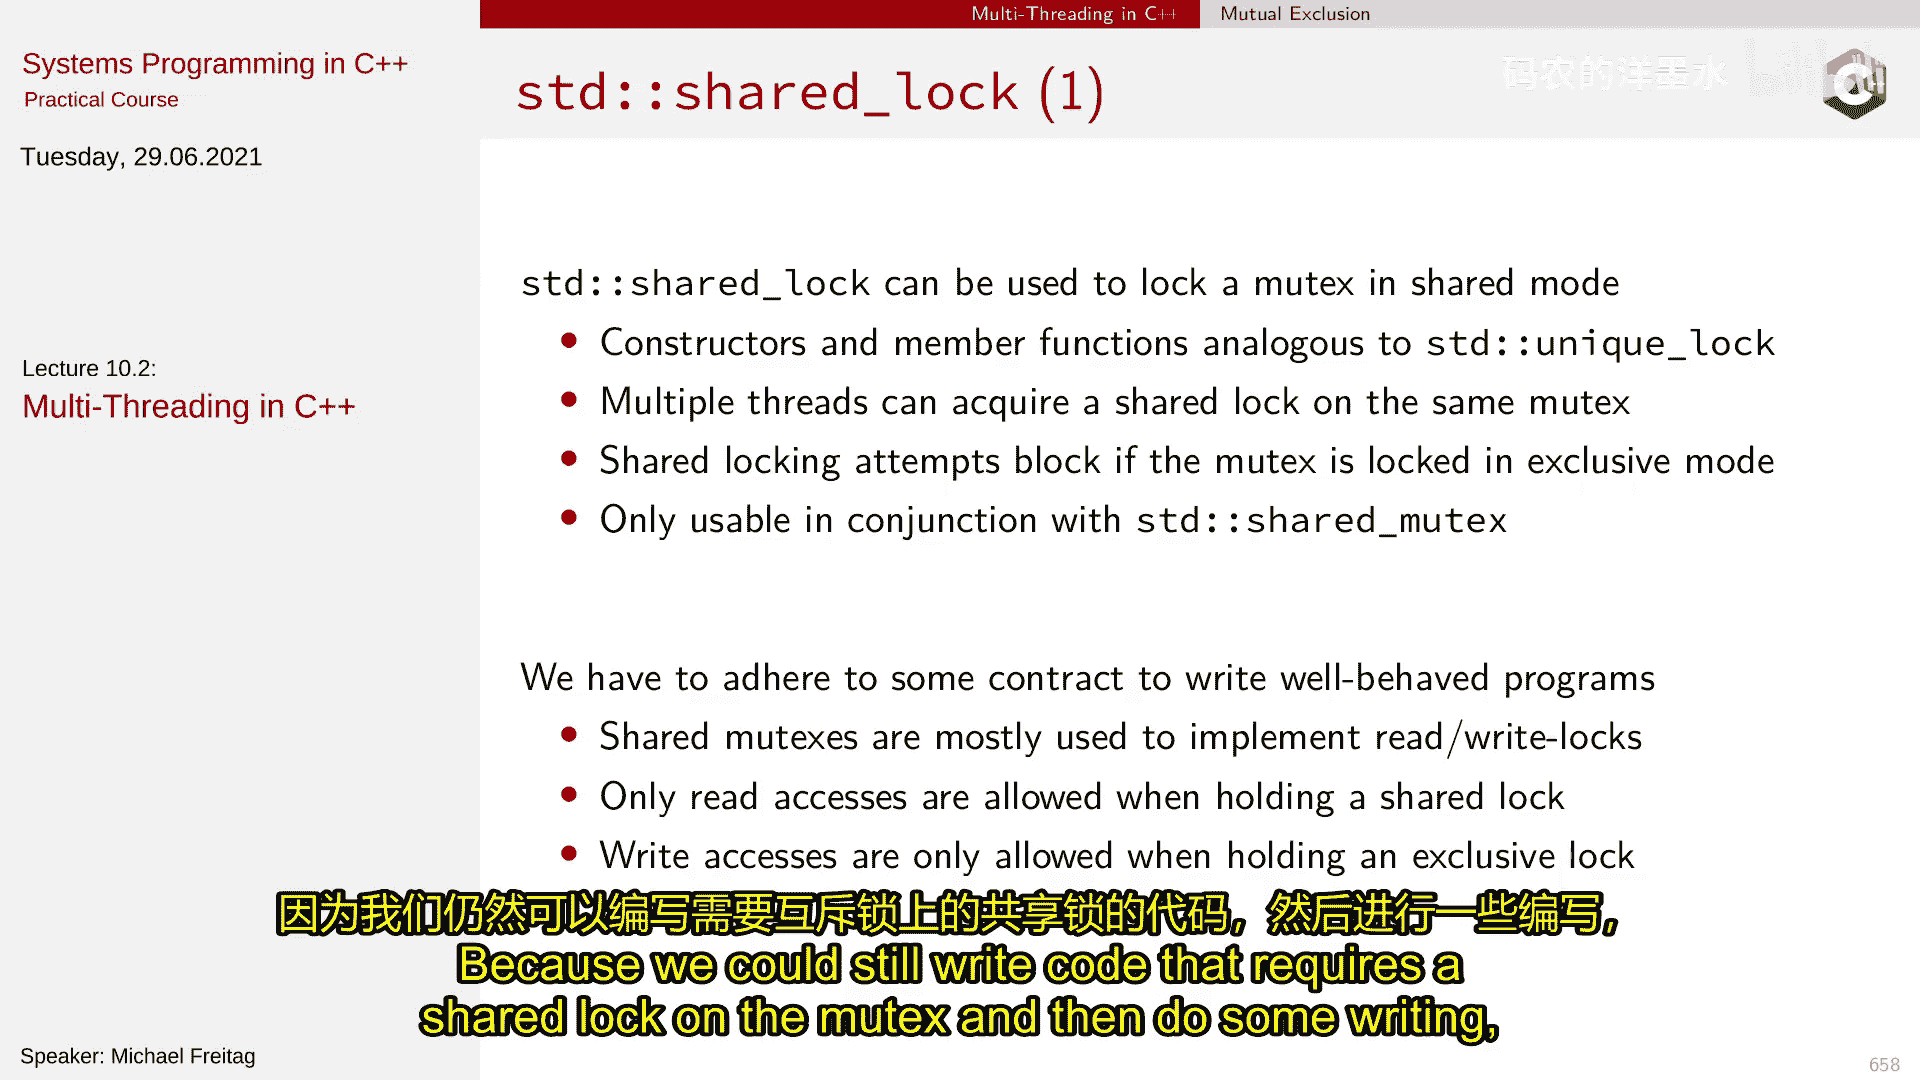 Multi-Threading in C++ Mutual Exclusion
Systems Programming in C++
Practical Course
Tuesday, 29.06.2021
Lecture 10.2:
Multi-Threading in C++
Speaker: Michael Freitag
std::shared_lock (1)
码农的洋墨水
std::shared_lock can be used to lock a mutex in shared mode
• Constructors and member functions analogous to std::unique_lock
• Multiple threads can acquire a shared lock on the same mutex
• Shared locking attempts block if the mutex is locked in exclusive mode
• Only usable in conjunction with std::shared_mutex
We have to adhere to some contract to write well-behaved programs
• Shared mutexes are mostly used to implement read/write-locks
• Only read accesses are allowed when holding a shared lock
• Write accesses are only allowed when holding an exclusive lock
因为我们仍然可以编写需要互斥锁上的共享锁的代码，然后进行一些编写，
Because we could still write code that requires a
shared lock on the mutex and then do some writing,
658